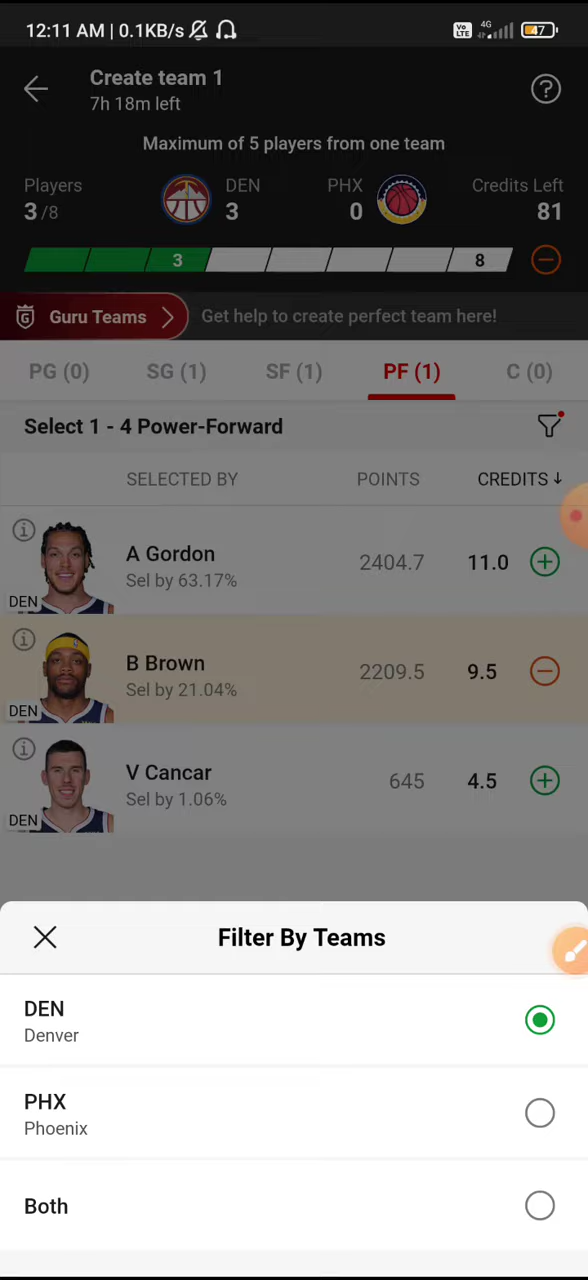 12:11 AM | 0.1KB/s
Vo LTE 4G 47
Create team 1
7h 18m left
Maximum of 5 players from one team
Players DEN PHX Credits Left
3/8 3 0 81
3 8
Guru Teams Get help to create perfect team here!
PG (0) SG (1) SF (1) PF (1) C (0)
Select 1 - 4 Power-Forward
SELECTED BY POINTS CREDITS↓
A Gordon 2404.7 11.0
Sel by 63.17%
DEN
B Brown 2209.5 9.5
Sel by 21.04%
DEN
V Cancar 645 4.5
Sel by 1.06%
DEN
Filter By Teams
DEN
Denver
PHX
Phoenix
Both